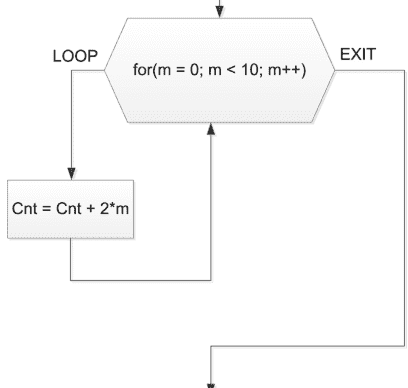 LOOP
EXIT
for(m = 0; m < 10; m++)
Cnt = Cnt + 2*m